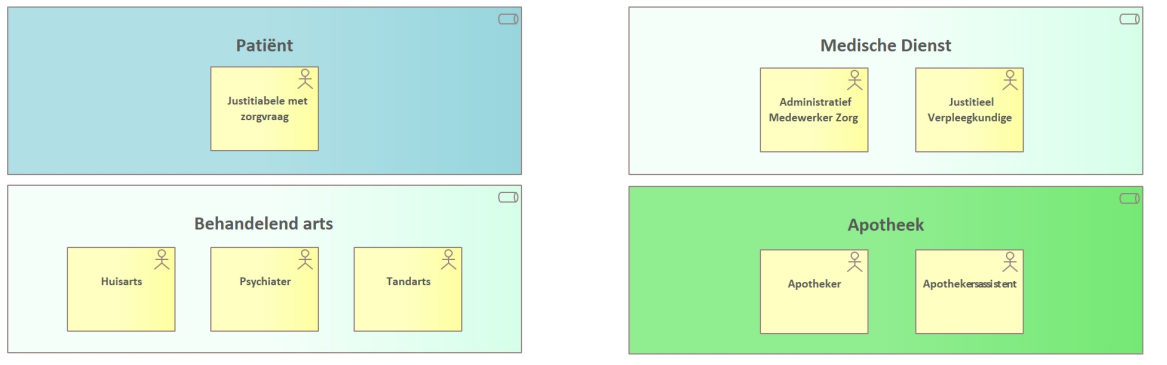 Patiënt
Justitiabele met
zorgvraag
Medische Dienst
Administratief
Medewerker Zorg
Justitieel
Verpleegkundige
Behandelend arts
Huisarts
Psychiater
Tandarts
Apotheek
Apotheker
Apothekersassistent